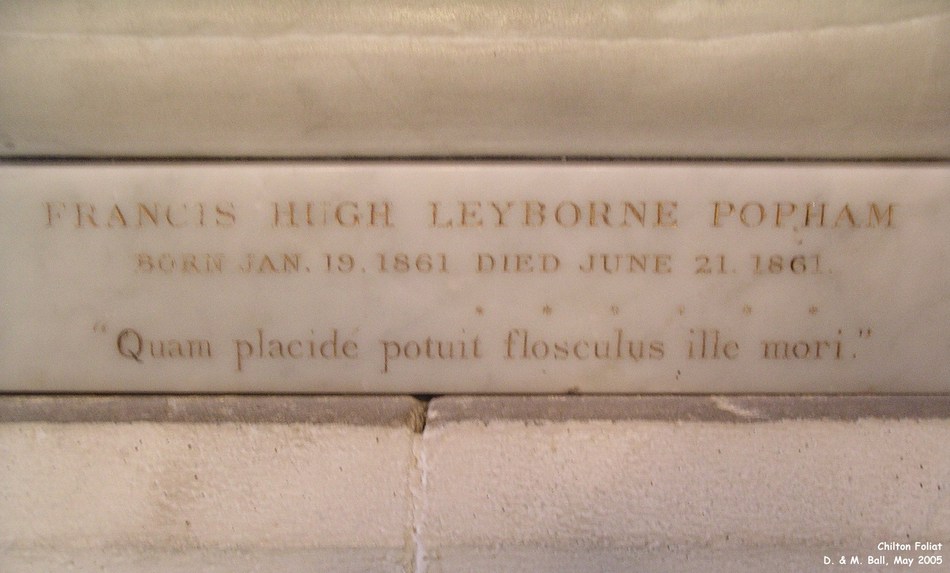 FRANCIS HUGH LEYBORNE POPHAM
BORN JAN. 19. 1861 DIED JUNE 21. 1861.
* * * * * *
"Quam placide potuit flosculus ille mori."
Chilton Foliat
D. & M. Ball, May 2005